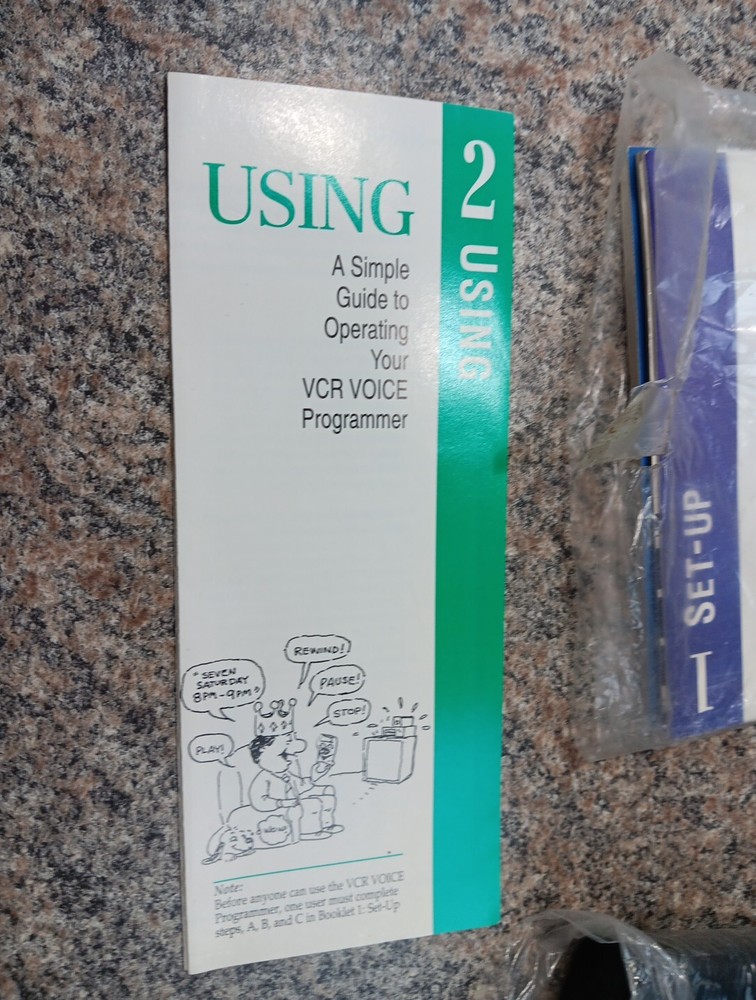 USING
A Simple
Guide to
Operating
Your
VCR VOICE
Programmer
2 USING
"SEVEN
SATURDAY
8PM-9PM"
REWIND!
PAUSE!
STOP!
PLAY!
WOW!
Note:
Before anyone can use the VCR VOICE
Programmer, one user must complete
steps, A, B, and C in Booklet 1: Set-Up
1 SET-UP